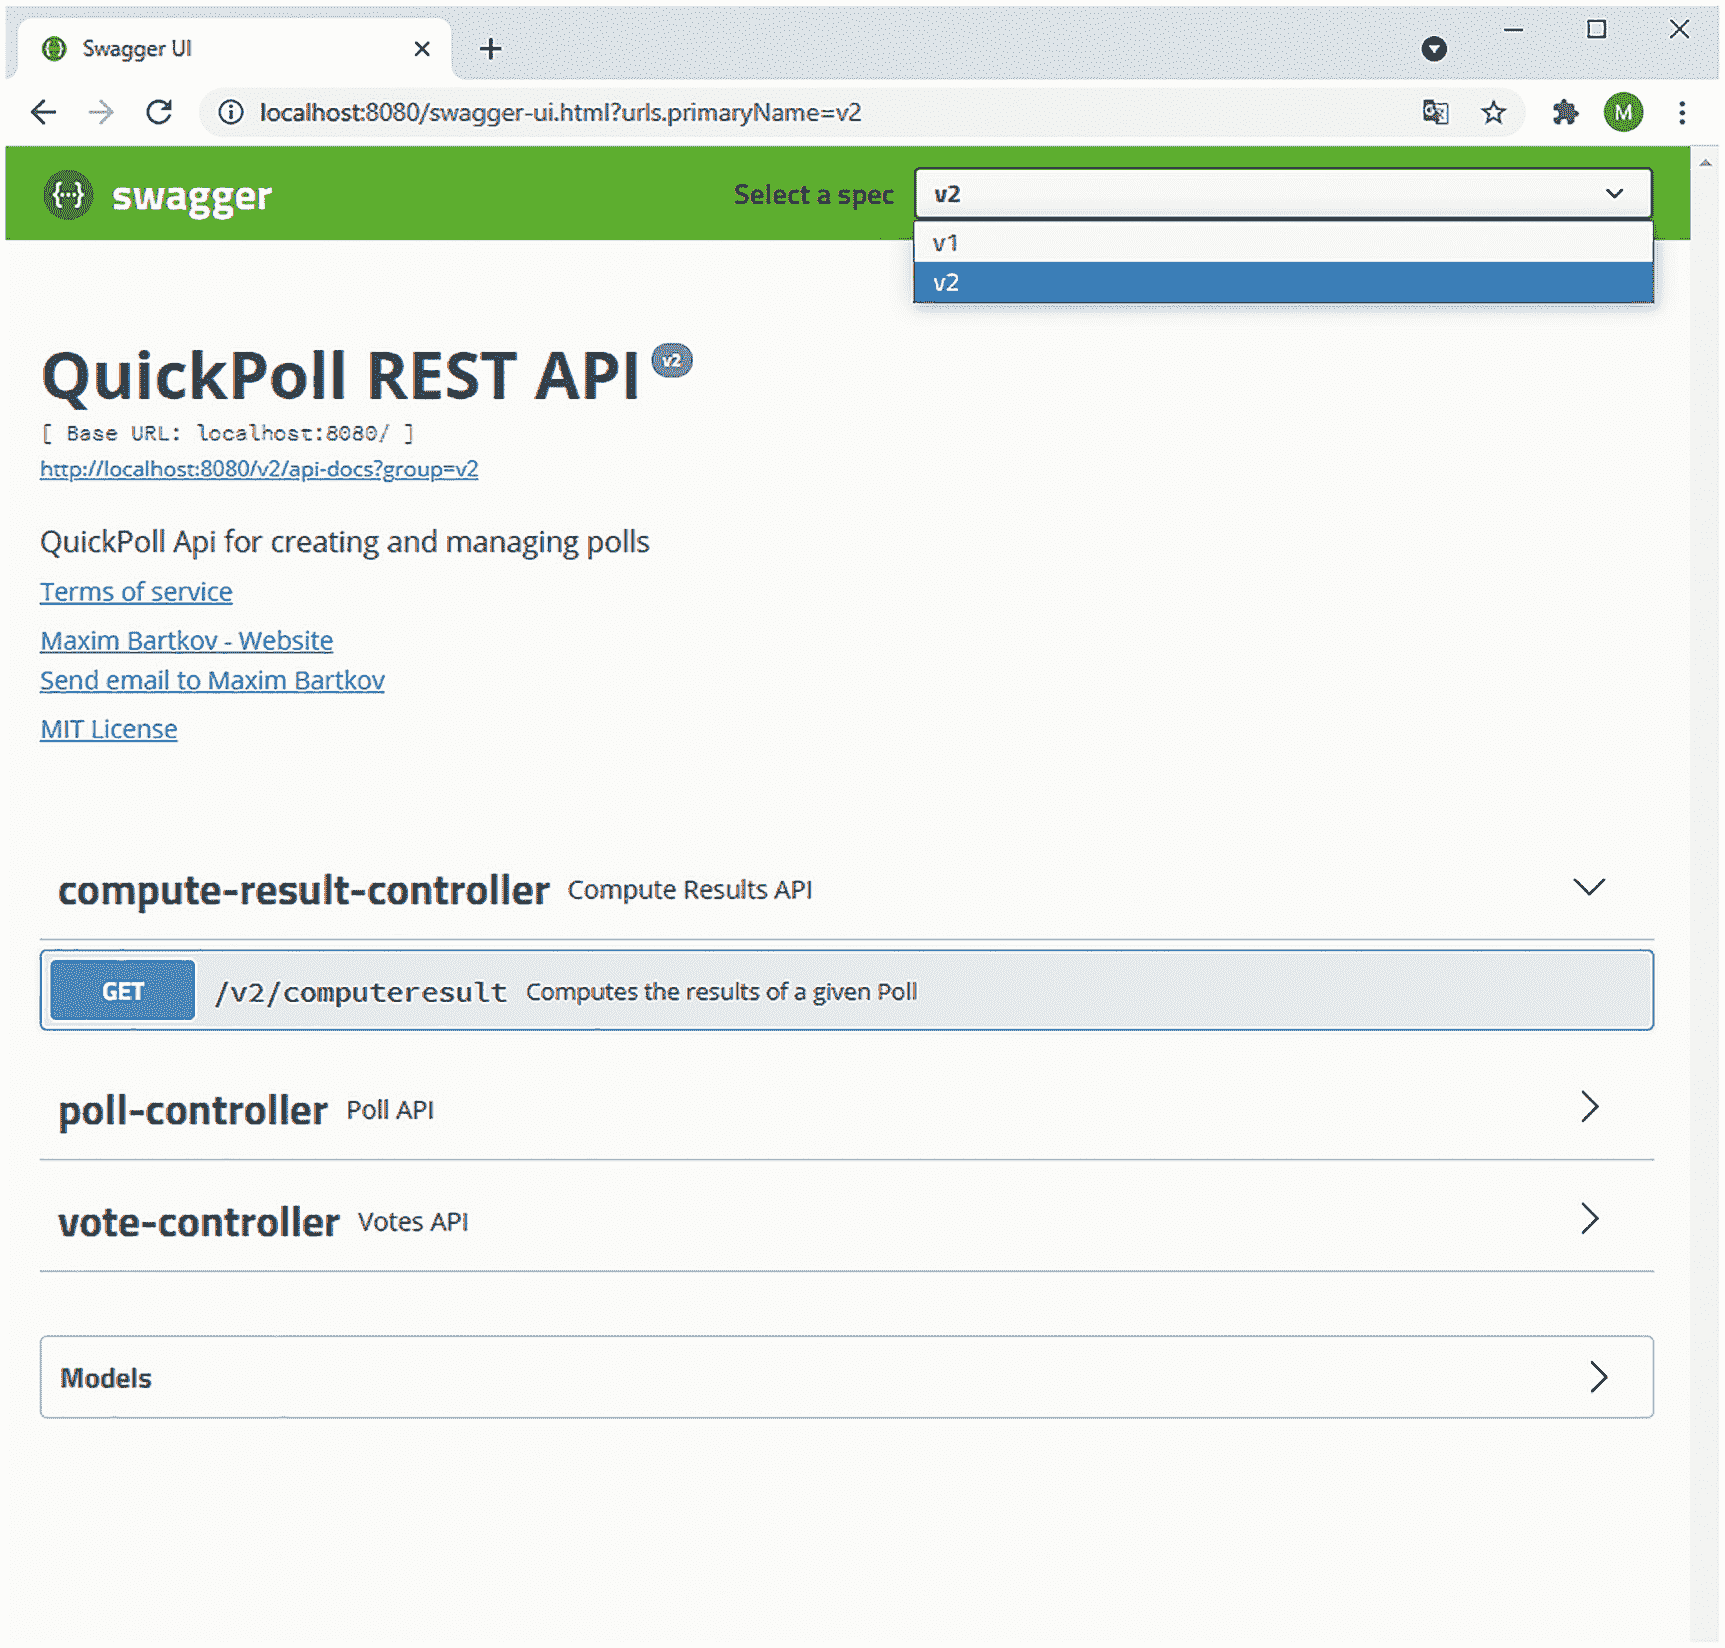 Swagger UI
localhost:8080/swagger-ui.html?urls.primaryName=v2
M
{...} swagger
Select a spec v2
v1
v2
QuickPoll REST API v2
[ Base URL: localhost:8080/ ]
http://localhost:8080/v2/api-docs?group=v2
QuickPoll Api for creating and managing polls
Terms of service
Maxim Bartkov - Website
Send email to Maxim Bartkov
MIT License
compute-result-controller Compute Results API
GET /v2/computeresult Computes the results of a given Poll
poll-controller Poll API
vote-controller Votes API
Models